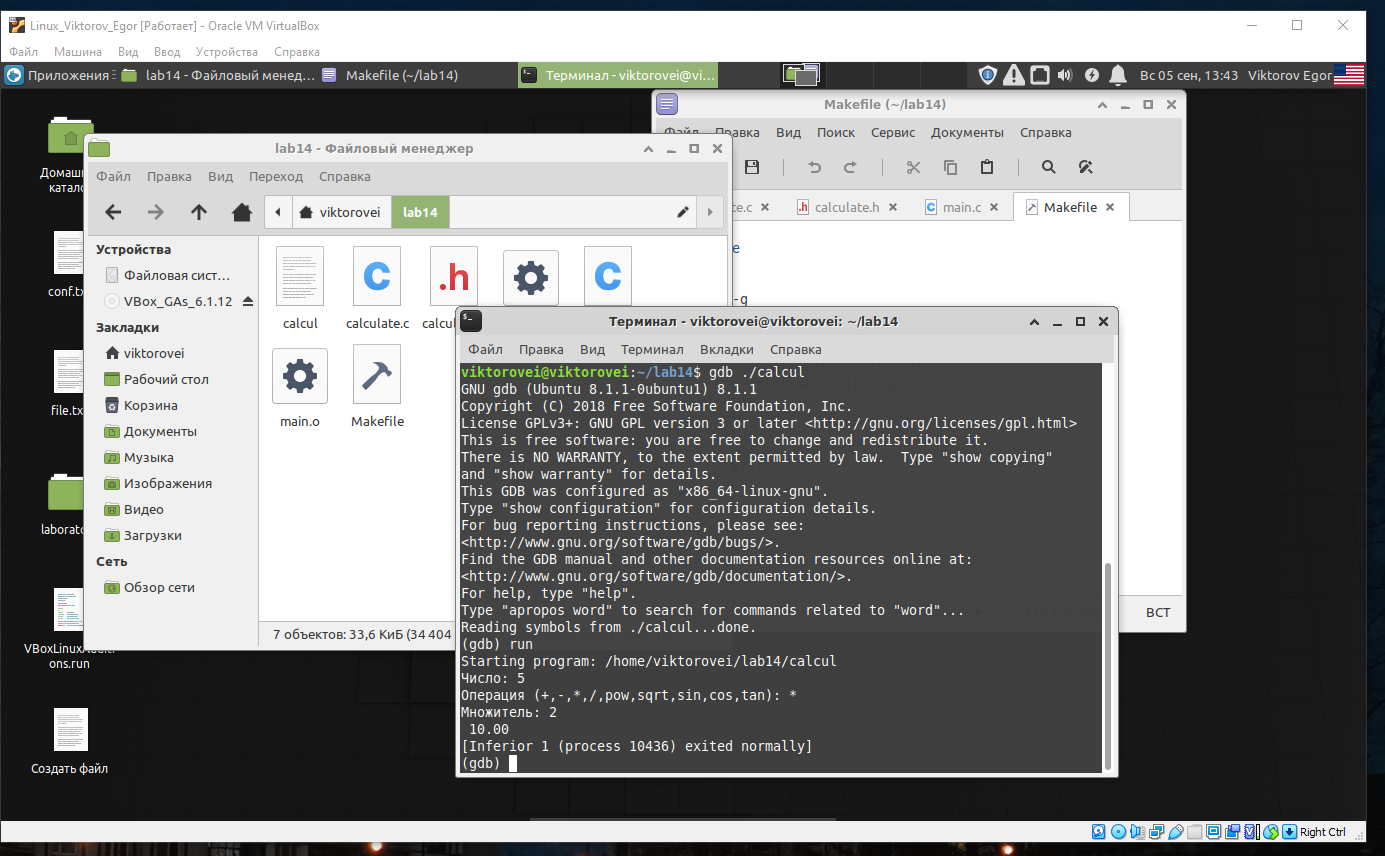 Linux_Viktorov_Egor [Работает] - Oracle VM VirtualBox
Файл Машина Вид Ввод Устройства Справка
Приложения lab14 - Файловый менед... Makefile (~/lab14) Терминал - viktorovei@vi... Вс 05 сен, 13:43 Viktorov Egor
Makefile (~/lab14)
Файл Правка Вид Поиск Сервис Документы Справка
te.c calculate.h main.c Makefile
e
-g
ВСТ
lab14 - Файловый менеджер
Файл Правка Вид Переход Справка
viktorovei lab14
Устройства
Файловая сист...
VBox_GAs_6.1.12
Закладки
viktorovei
Рабочий стол
Корзина
Документы
Музыка
Изображения
Видео
Загрузки
Сеть
Обзор сети
calcul calculate.c calcul
main.o Makefile
7 объектов: 33,6 КиБ (34 404
Домаш
катал
conf.tx
file.tx
laborato
VBoxLinuxAdditi
ons.run
Создать файл
Терминал - viktorovei@viktorovei: ~/lab14
Файл Правка Вид Терминал Вкладки Справка
viktorovei@viktorovei:~/lab14$ gdb ./calcul
GNU gdb (Ubuntu 8.1.1-0ubuntu1) 8.1.1
Copyright (C) 2018 Free Software Foundation, Inc.
License GPLv3+: GNU GPL version 3 or later <http://gnu.org/licenses/gpl.html>
This is free software: you are free to change and redistribute it.
There is NO WARRANTY, to the extent permitted by law.  Type "show copying"
and "show warranty" for details.
This GDB was configured as "x86_64-linux-gnu".
Type "show configuration" for configuration details.
For bug reporting instructions, please see:
<http://www.gnu.org/software/gdb/bugs/>.
Find the GDB manual and other documentation resources online at:
<http://www.gnu.org/software/gdb/documentation/>.
For help, type "help".
Type "apropos word" to search for commands related to "word"...
Reading symbols from ./calcul...done.
(gdb) run
Starting program: /home/viktorovei/lab14/calcul
Число: 5
Операция (+,-,*,/,pow,sqrt,sin,cos,tan): *
Множитель: 2
 10.00
[Inferior 1 (process 10436) exited normally]
(gdb)
Right Ctrl